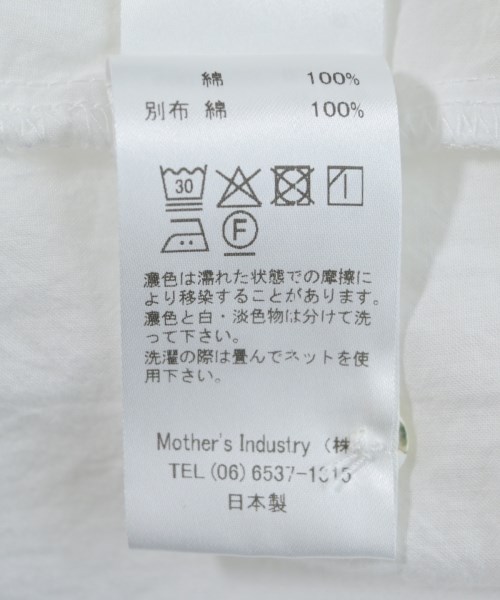 綿 100%
別布 綿 100%
30
F
濃色は濡れた状態での摩擦に
より移染することがあります。
濃色と白・淡色物は分けて洗
って下さい。
洗濯の際は畳んでネットを使
用下さい。
Mother's Industry (株
TEL(06)6537-1315
日本製